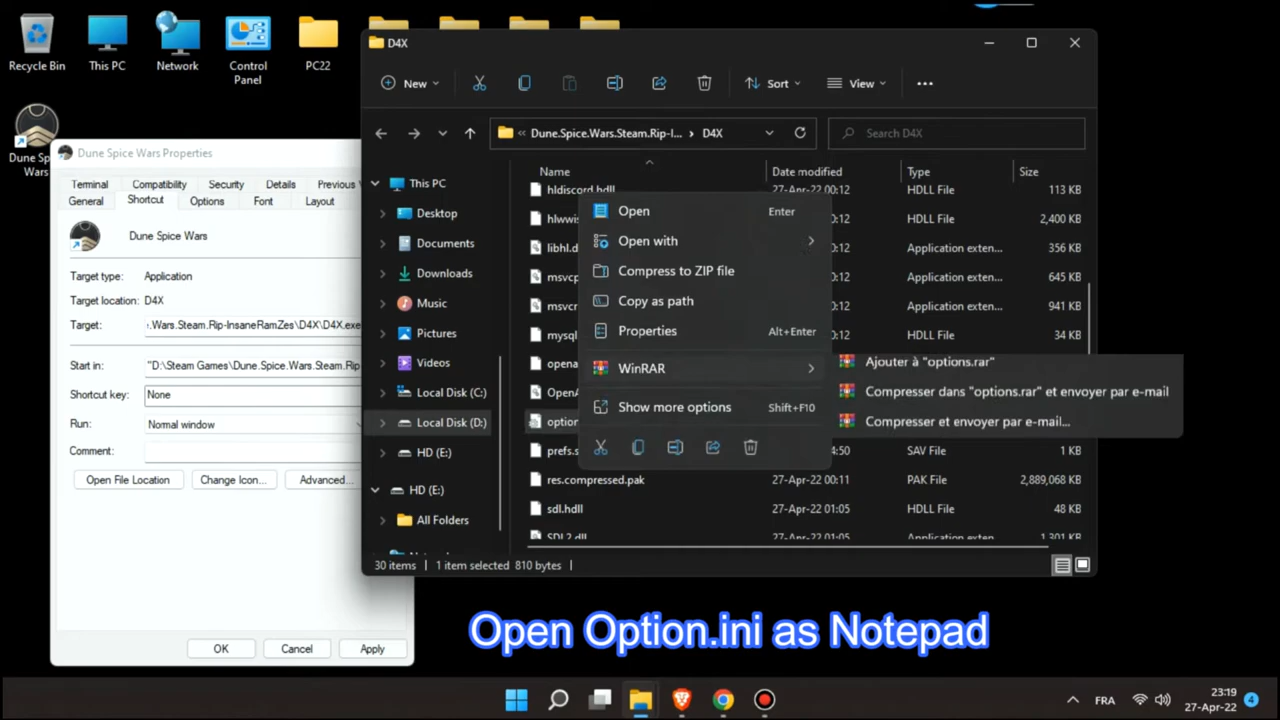 Recycle Bin
This PC
Network
Control
Panel
PC22
Dune Sp
Wars
Dune Spice Wars Properties
Terminal
Compatibility
Security
Details
Previous
General
Shortcut
Options
Font
Layout
Dune Spice Wars
Target type:
Application
Target location:
D4X
Target:
.Wars.Steam.Rip-InsaneRamZes\D4X\D4X.exe
Start in:
"D:\Steam Games\Dune.Spice.Wars.Steam.Rip
Shortcut key:
None
Run:
Normal window
Comment:
Open File Location
Change Icon...
Advanced...
OK
Cancel
Apply
D4X
New
Sort
View
Dune.Spice.Wars.Steam.Rip-I...
D4X
Search D4X
This PC
Desktop
Documents
Downloads
Music
Pictures
Videos
Local Disk (C:)
Local Disk (D:)
HD (E:)
HD (E:)
All Folders
Name
Date modified
Type
Size
hldiscord.hdll
27-Apr-22 00:12
HDLL File
113 KB
hlwwis
:12
HDLL File
2,400 KB
libhl.d
:12
Application exten...
356 KB
msvcp
:12
Application exten...
645 KB
msvcr
:12
Application exten...
941 KB
mysql
:12
HDLL File
34 KB
opena
OpenA
option
prefs.s
4:50
SAV File
1 KB
res.compressed.pak
27-Apr-22 00:11
PAK File
2,889,068 KB
sdl.hdll
27-Apr-22 01:05
HDLL File
48 KB
SDL2.dll
27-Apr-22 01:05
Application exten...
1,301 KB
Open
Enter
Open with
Compress to ZIP file
Copy as path
Properties
Alt+Enter
WinRAR
Show more options
Shift+F10
Ajouter à "options.rar"
Compresser dans "options.rar" et envoyer par e-mail
Compresser et envoyer par e-mail...
30 items
1 item selected 810 bytes
Open Option.ini as Notepad
FRA
23:19
27-Apr-22
4